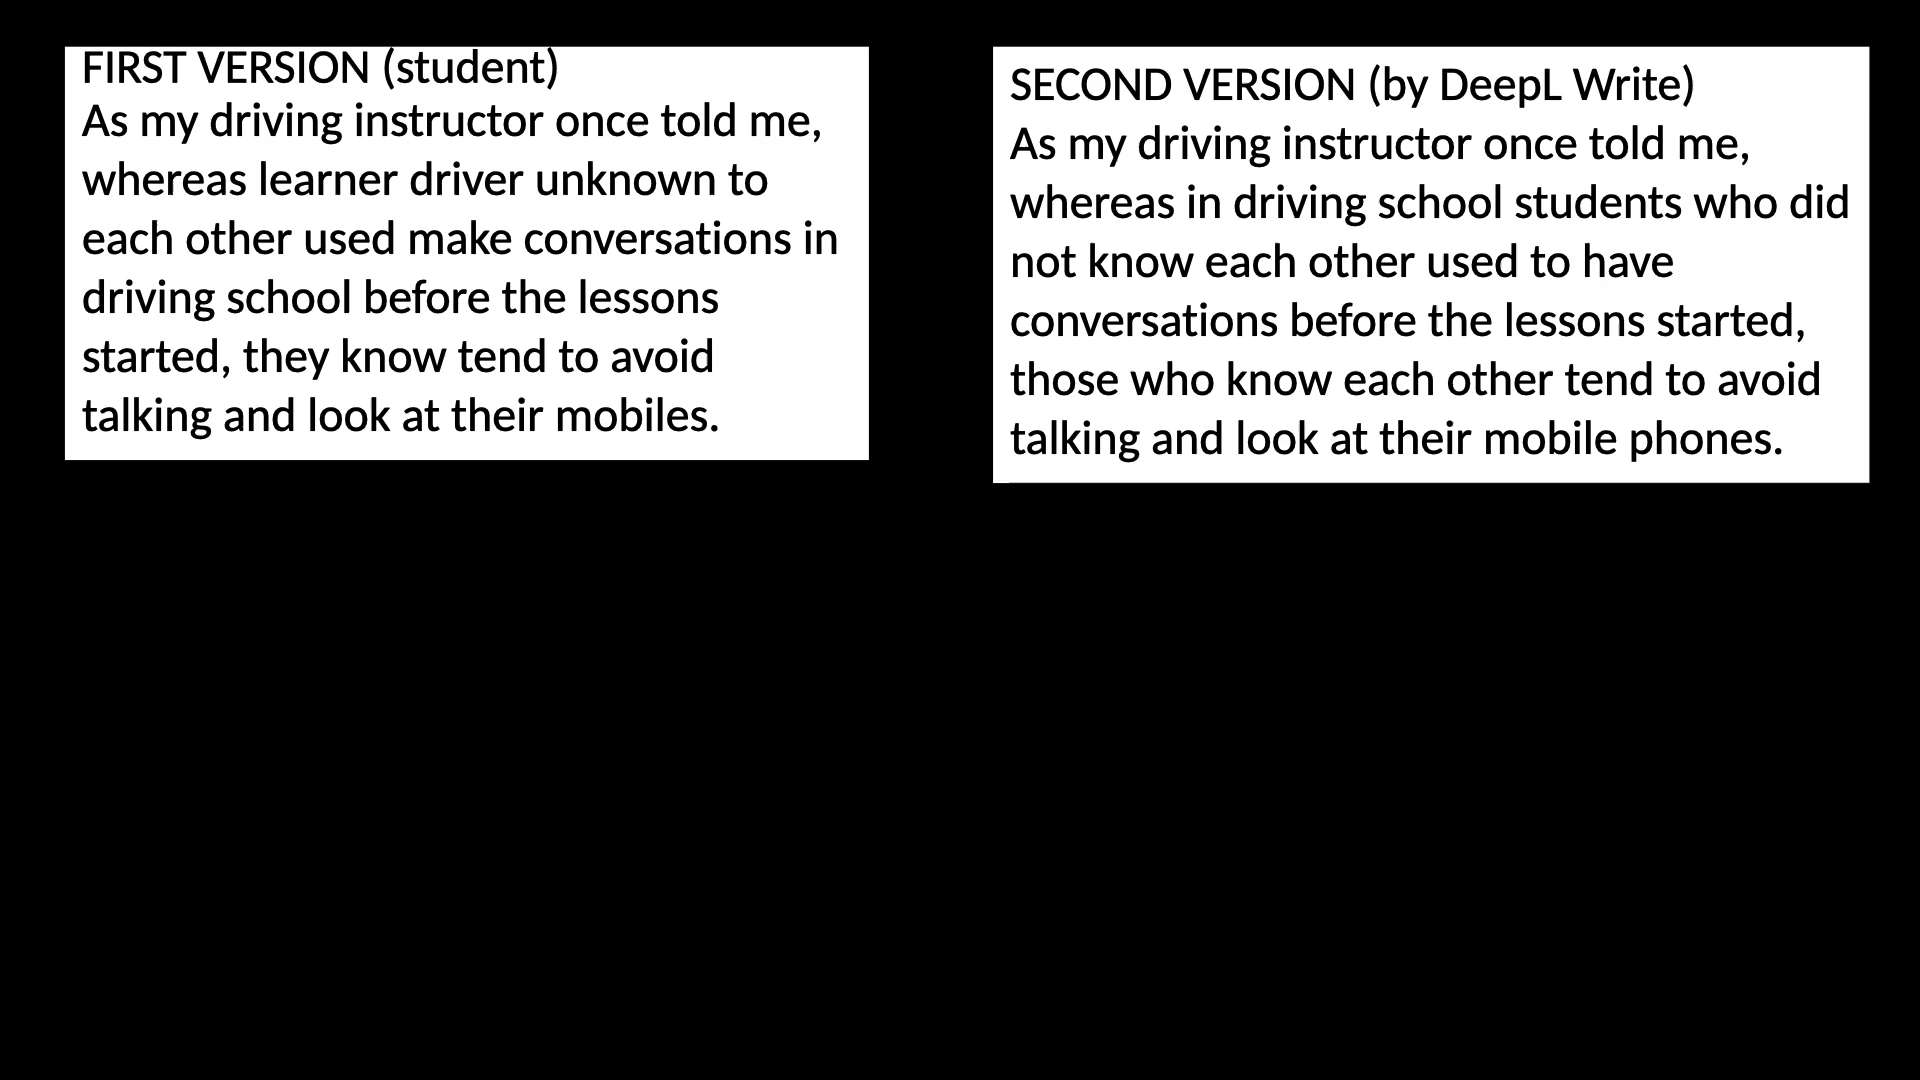 FIRST VERSION (student)
As my driving instructor once told me,
whereas learner driver unknown to
each other used make conversations in
driving school before the lessons
started, they know tend to avoid
talking and look at their mobiles.
SECOND VERSION (by DeepL Write)
As my driving instructor once told me,
whereas in driving school students who did
not know each other used to have
conversations before the lessons started,
those who know each other tend to avoid
talking and look at their mobile phones.